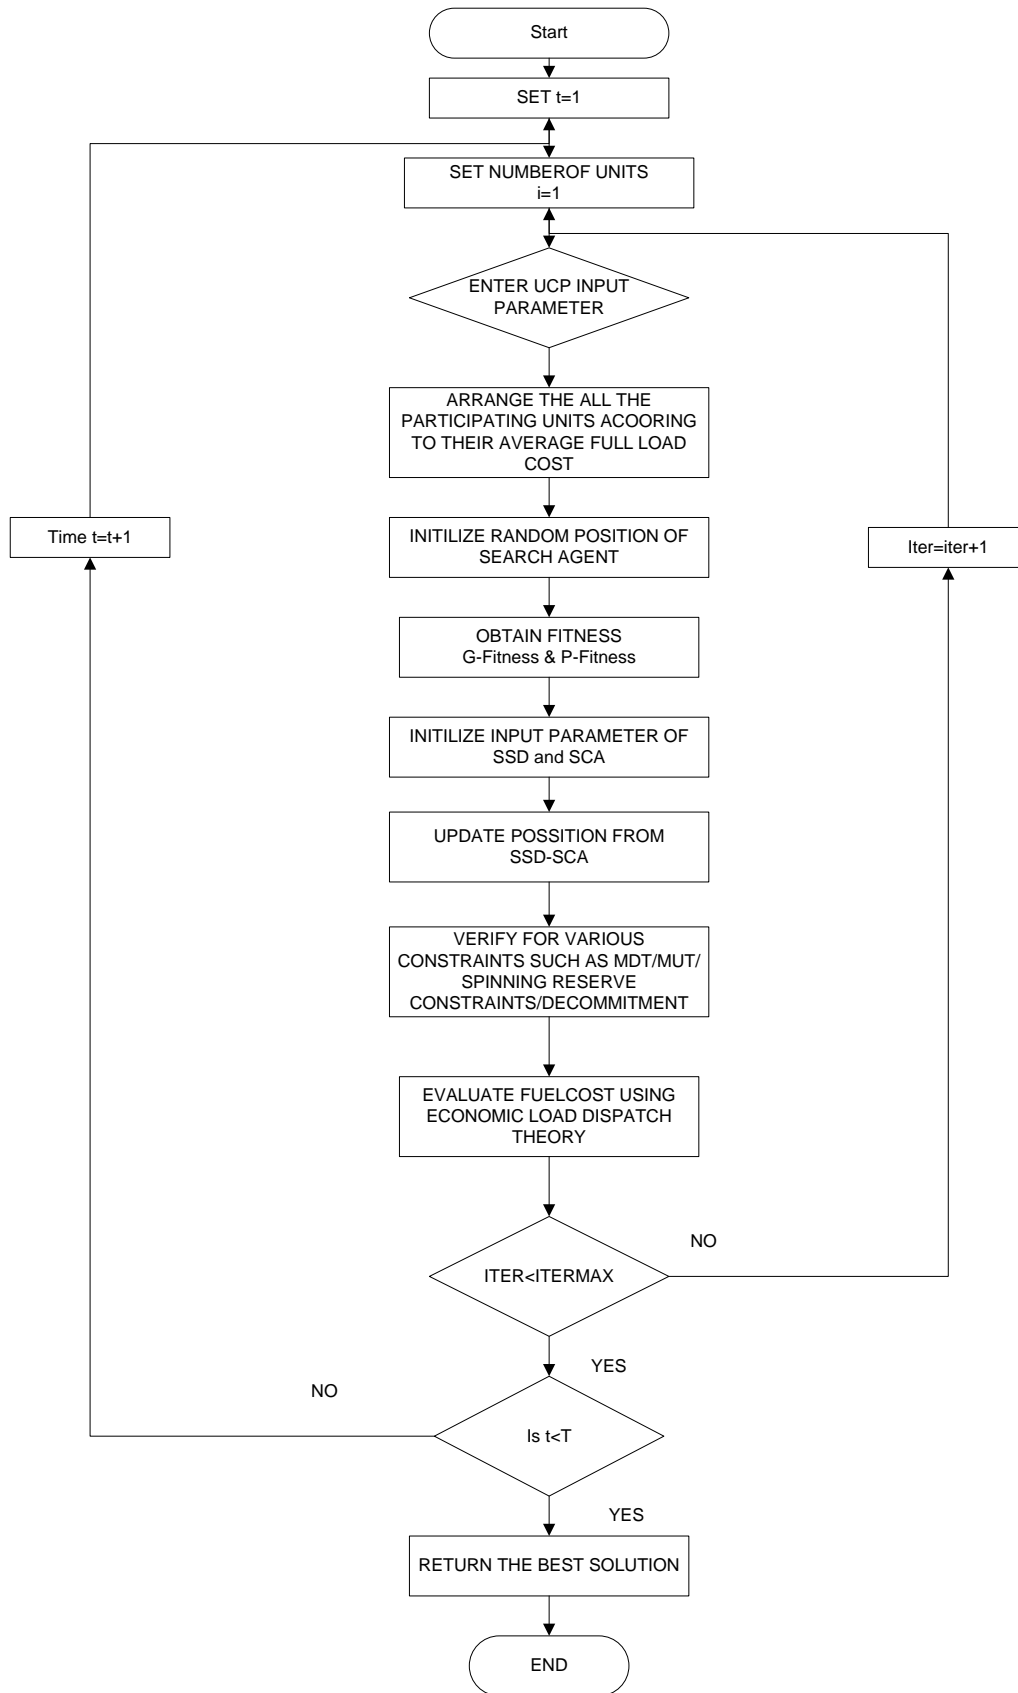 Start
SET t=1
SET NUMBEROF UNITS
i=1
ENTER UCP INPUT
PARAMETER
ARRANGE THE ALL THE
PARTICIPATING UNITS ACOORING
TO THEIR AVERAGE FULL LOAD
COST
Time t=t+1
INITILIZE RANDOM POSITION OF
SEARCH AGENT
Iter=iter+1
OBTAIN FITNESS
G-Fitness & P-Fitness
INITILIZE INPUT PARAMETER OF
SSD and SCA
UPDATE POSSITION FROM
SSD-SCA
VERIFY FOR VARIOUS
CONSTRAINTS SUCH AS MDT/MUT/
SPINNING RESERVE
CONSTRAINTS/DECOMMITMENT
EVALUATE FUELCOST USING
ECONOMIC LOAD DISPATCH
THEORY
NO
ITER<ITERMAX
YES
NO
Is t<T
YES
RETURN THE BEST SOLUTION
END